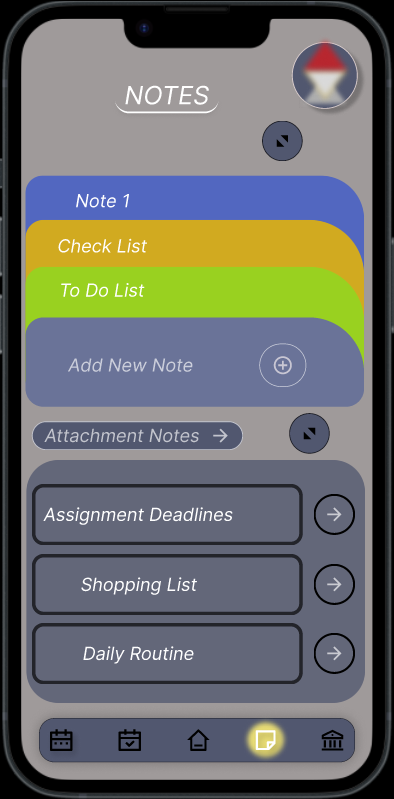 NOTES
Note 1
Check List
To Do List
Add New Note
Attachment Notes
Assignment Deadlines
Shopping List
Daily Routine